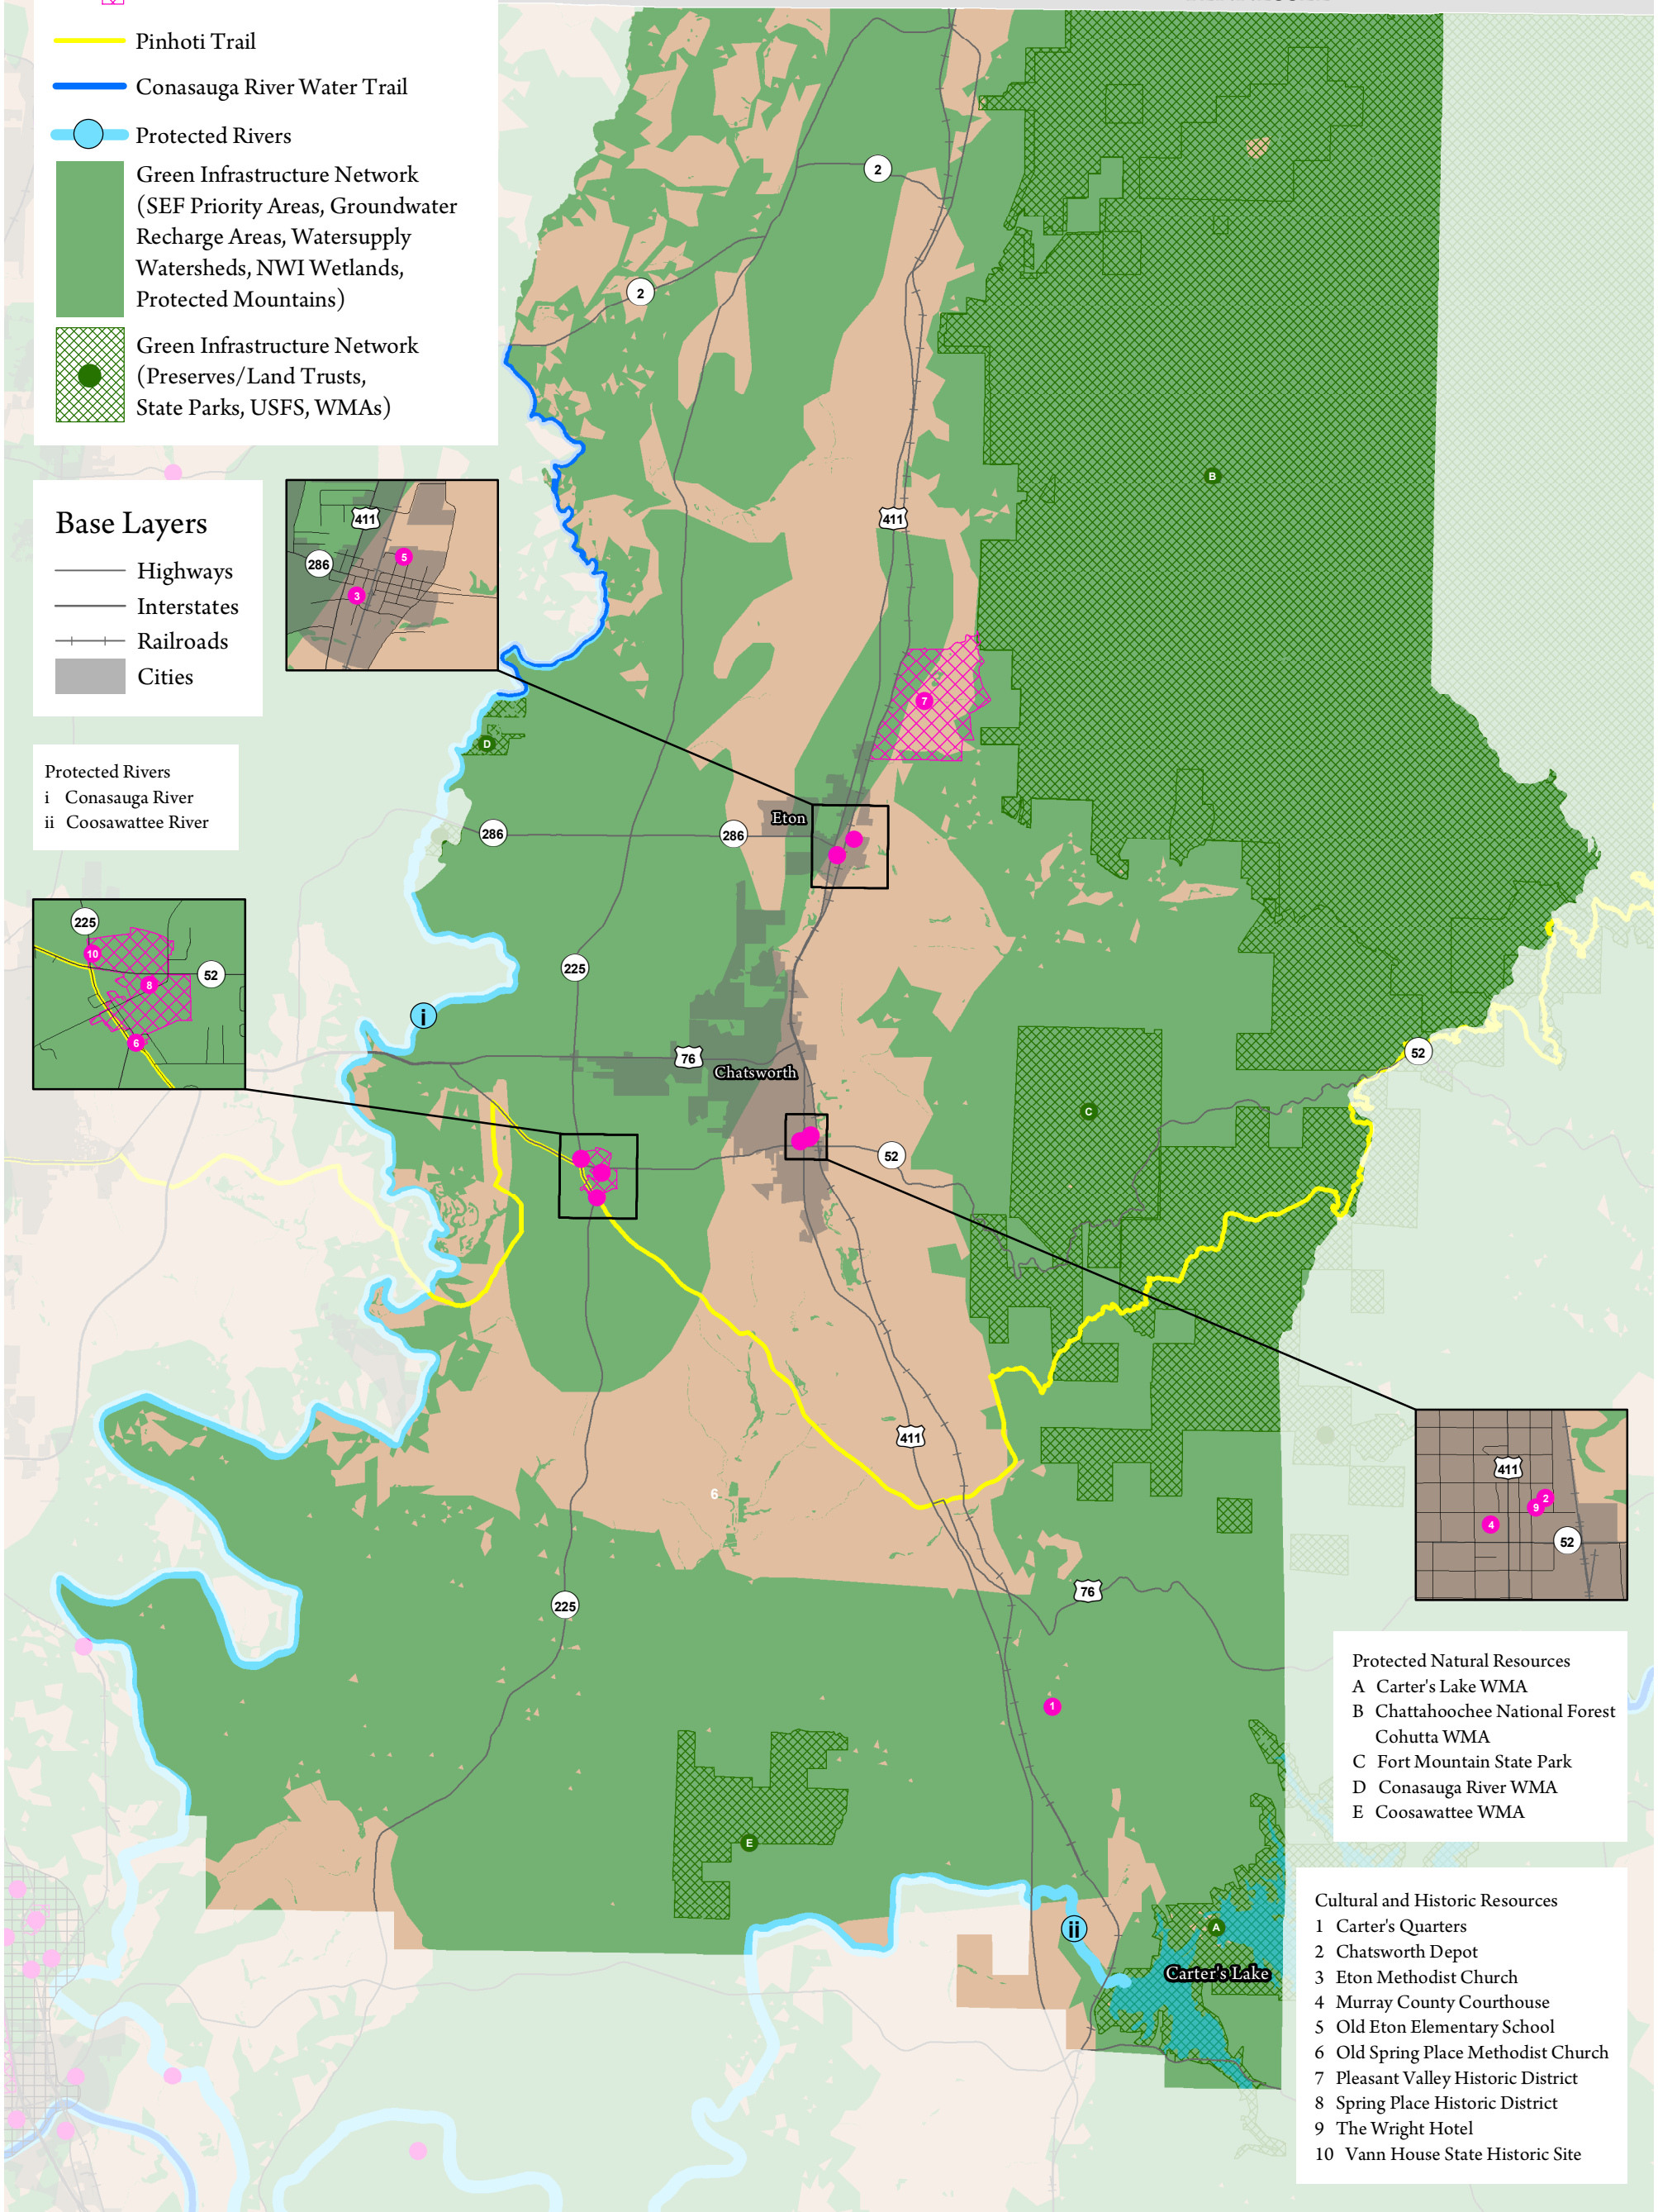 Pinhoti Trail
Conasauga River Water Trail
Protected Rivers
Green Infrastructure Network
(SEF Priority Areas, Groundwater
Recharge Areas, Watersupply
Watersheds, NWI Wetlands,
Protected Mountains)
Green Infrastructure Network
(Preserves/Land Trusts,
State Parks, USFS, WMAs)
Base Layers
Highways
Interstates
Railroads
Cities
Protected Rivers
i Conasauga River
ii Coosawattee River
2
2
B
411
411
286
5
3
7
D
286
286
Eton
225
10
8
52
6
225
i
76
Chatsworth
52
C
52
411
6
411
2
9
4
52
225
76
1
E
ii
A
Carter's Lake
Protected Natural Resources
A Carter's Lake WMA
B Chattahoochee National Forest
Cohutta WMA
C Fort Mountain State Park
D Conasauga River WMA
E Coosawattee WMA
Cultural and Historic Resources
1 Carter's Quarters
2 Chatsworth Depot
3 Eton Methodist Church
4 Murray County Courthouse
5 Old Eton Elementary School
6 Old Spring Place Methodist Church
7 Pleasant Valley Historic District
8 Spring Place Historic District
9 The Wright Hotel
10 Vann House State Historic Site